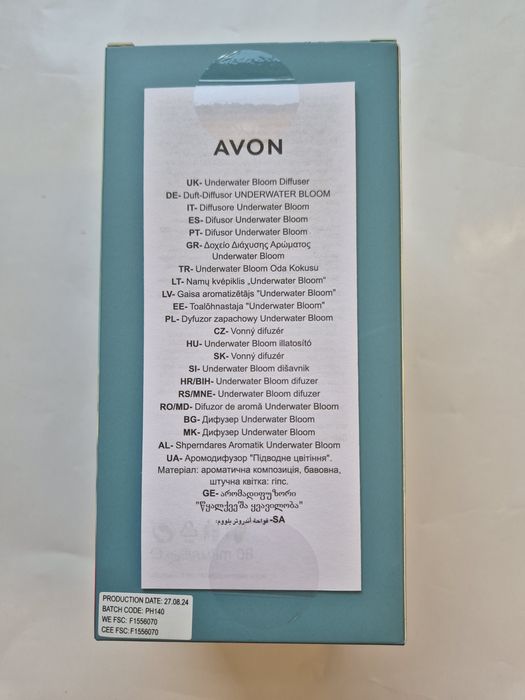 AVON
UK- Underwater Bloom Diffuser
DE- Duft-Diffusor UNDERWATER BLOOM
IT- Diffusore Underwater Bloom
ES- Difusor Underwater Bloom
PT- Difusor Underwater Bloom
GR- Δοχείο Διάχυσης Αρώματος
Underwater Bloom
TR- Underwater Bloom Oda Kokusu
LT- Namų kvėpiklis „Underwater Bloom"
LV- Gaisa aromatizētājs "Underwater Bloom"
EE- Toalõhnastaja "Underwater Bloom"
PL- Dyfuzor zapachowy Underwater Bloom
CZ- Vonný difuzér
HU- Underwater Bloom illatosító
SK- Vonný difuzér
SI- Underwater Bloom dišavnik
HR/BIH- Underwater Bloom difuzer
RS/MNE- Underwater Bloom difuzer
RO/MD- Difuzor de aromă Underwater Bloom
BG- Дифузер Underwater Bloom
MK- Дифузер Underwater Bloom
AL- Shperndares Aromatik Underwater Bloom
UA- Аромодифузор "Підводне цвітіння".
Матеріал: ароматична композиція, бавовна,
штучна квітка: гіпс.
GE- არომადიფუზორი
"წყალქვეშა ყვავილობა"
SA- فواحة أندروتر بلووم:
PRODUCTION DATE: 27.08.24
BATCH CODE: PH140
WE FSC: F1556070
CEE FSC: F1556070